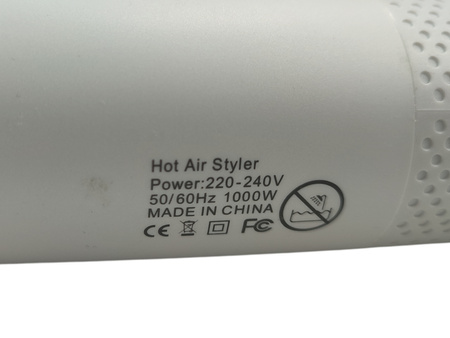 Hot Air Styler
Power:220-240V
50/60Hz 1000W
MADE IN CHINA
CE FC